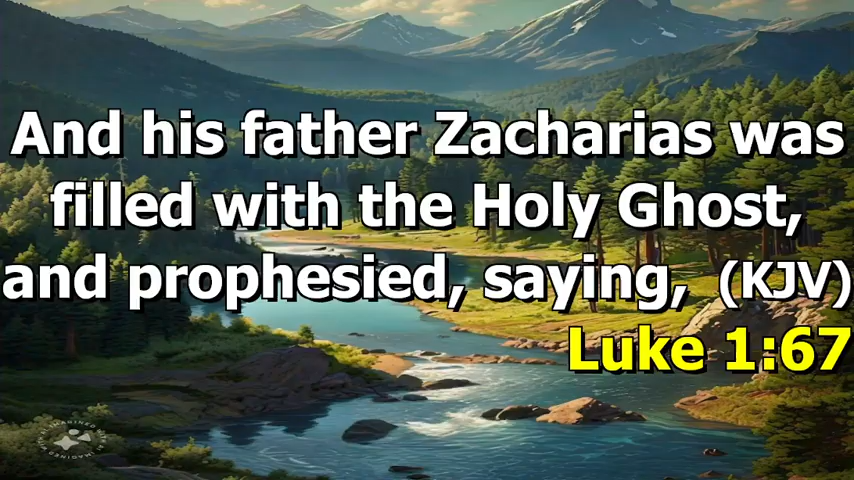 And his father Zacharias was
filled with the Holy Ghost,
and prophesied, saying, (KJV)
Luke 1:67